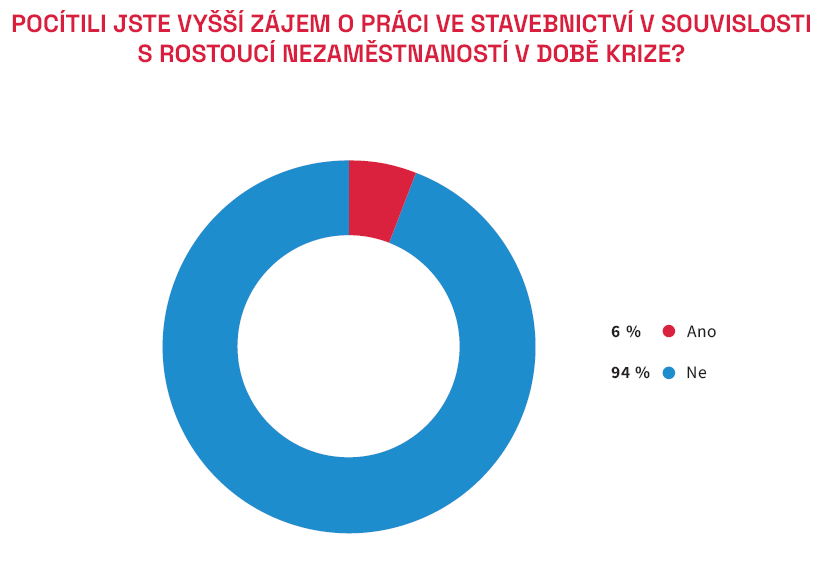 POCÍTILI JSTE VYŠŠÍ ZÁJEM O PRÁCI VE STAVEBNICTVÍ V SOUVISLOSTI
S ROSTOUCÍ NEZAMĚSTNANOSTÍ V DOBĚ KRIZE?
6 % Ano
94 % Ne